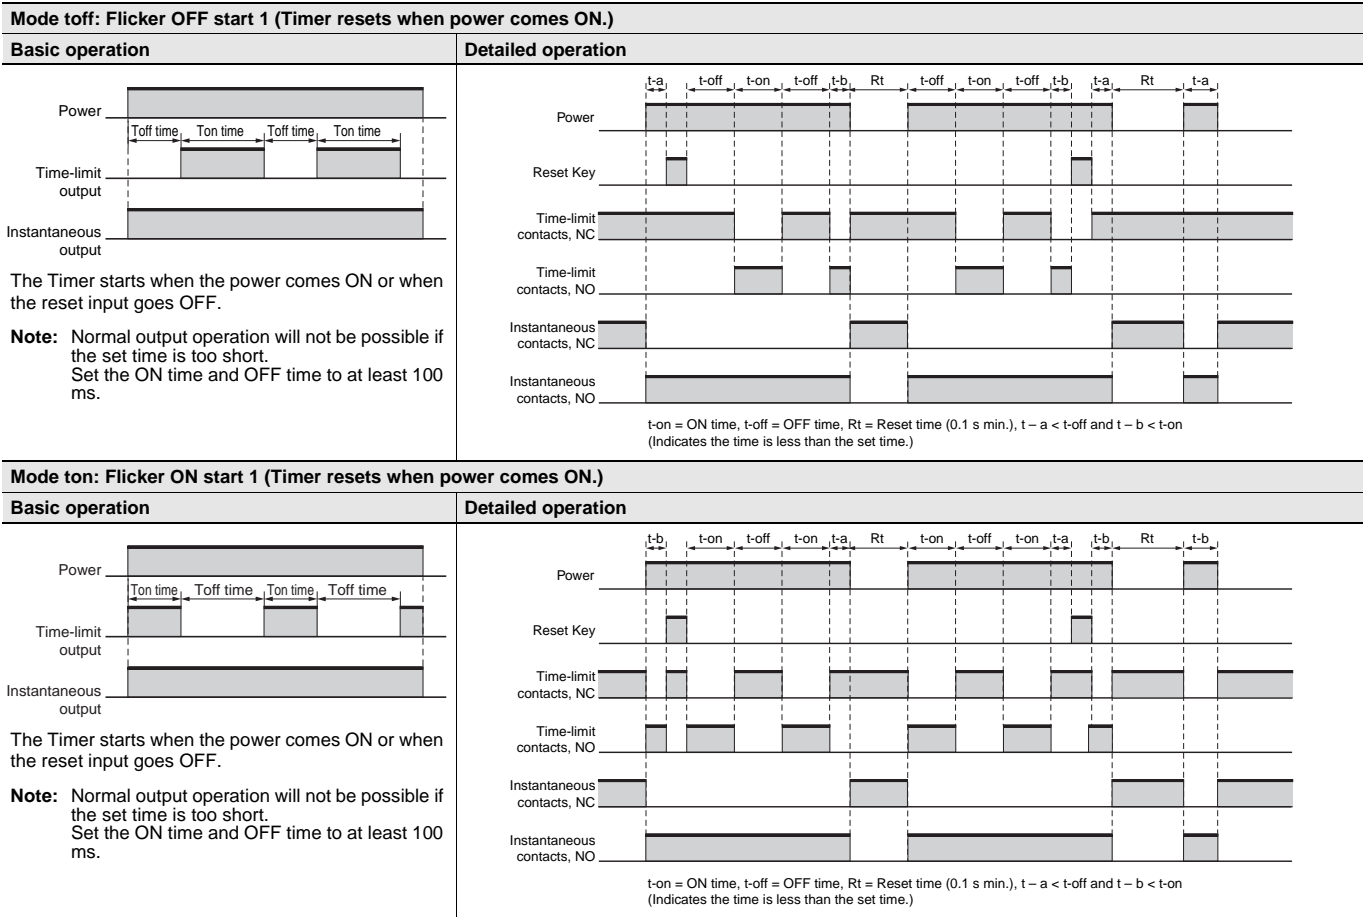 Mode toff: Flicker OFF start 1 (Timer resets when power comes ON.)
Basic operation
Detailed operation
Power
Toff time
Ton time
Toff time
Ton time
Time-limit
output
Instantaneous
output
The Timer starts when the power comes ON or when
the reset input goes OFF.
Note: Normal output operation will not be possible if
the set time is too short.
Set the ON time and OFF time to at least 100
ms.
t-a t-off t-on t-off t-b Rt t-off t-on t-off t-b t-a Rt t-a
Power
Reset Key
Time-limit
contacts, NC
Time-limit
contacts, NO
Instantaneous
contacts, NC
Instantaneous
contacts, NO
t-on = ON time, t-off = OFF time, Rt = Reset time (0.1 s min.), t – a < t-off and t – b < t-on
(Indicates the time is less than the set time.)
Mode ton: Flicker ON start 1 (Timer resets when power comes ON.)
Basic operation
Detailed operation
Power
Ton time
Toff time
Ton time
Toff time
Time-limit
output
Instantaneous
output
The Timer starts when the power comes ON or when
the reset input goes OFF.
Note: Normal output operation will not be possible if
the set time is too short.
Set the ON time and OFF time to at least 100
ms.
t-b t-on t-off t-on t-a Rt t-on t-off t-on t-a t-b Rt t-b
Power
Reset Key
Time-limit
contacts, NC
Time-limit
contacts, NO
Instantaneous
contacts, NC
Instantaneous
contacts, NO
t-on = ON time, t-off = OFF time, Rt = Reset time (0.1 s min.), t – a < t-off and t – b < t-on
(Indicates the time is less than the set time.)